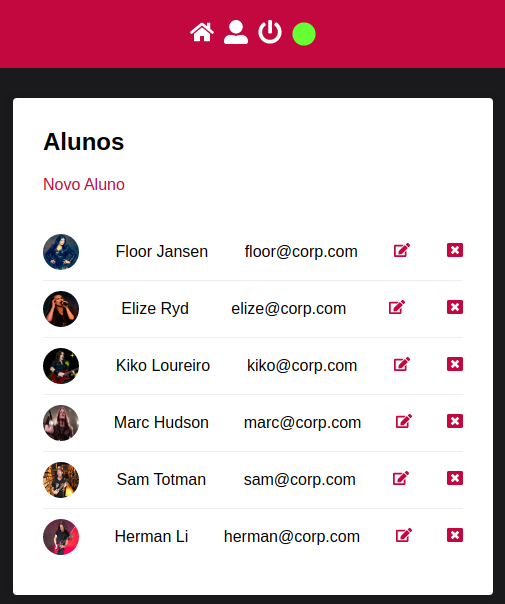 Alunos
Novo Aluno
Floor Jansen floor@corp.com
Elize Ryd elize@corp.com
Kiko Loureiro kiko@corp.com
Marc Hudson marc@corp.com
Sam Totman sam@corp.com
Herman Li herman@corp.com